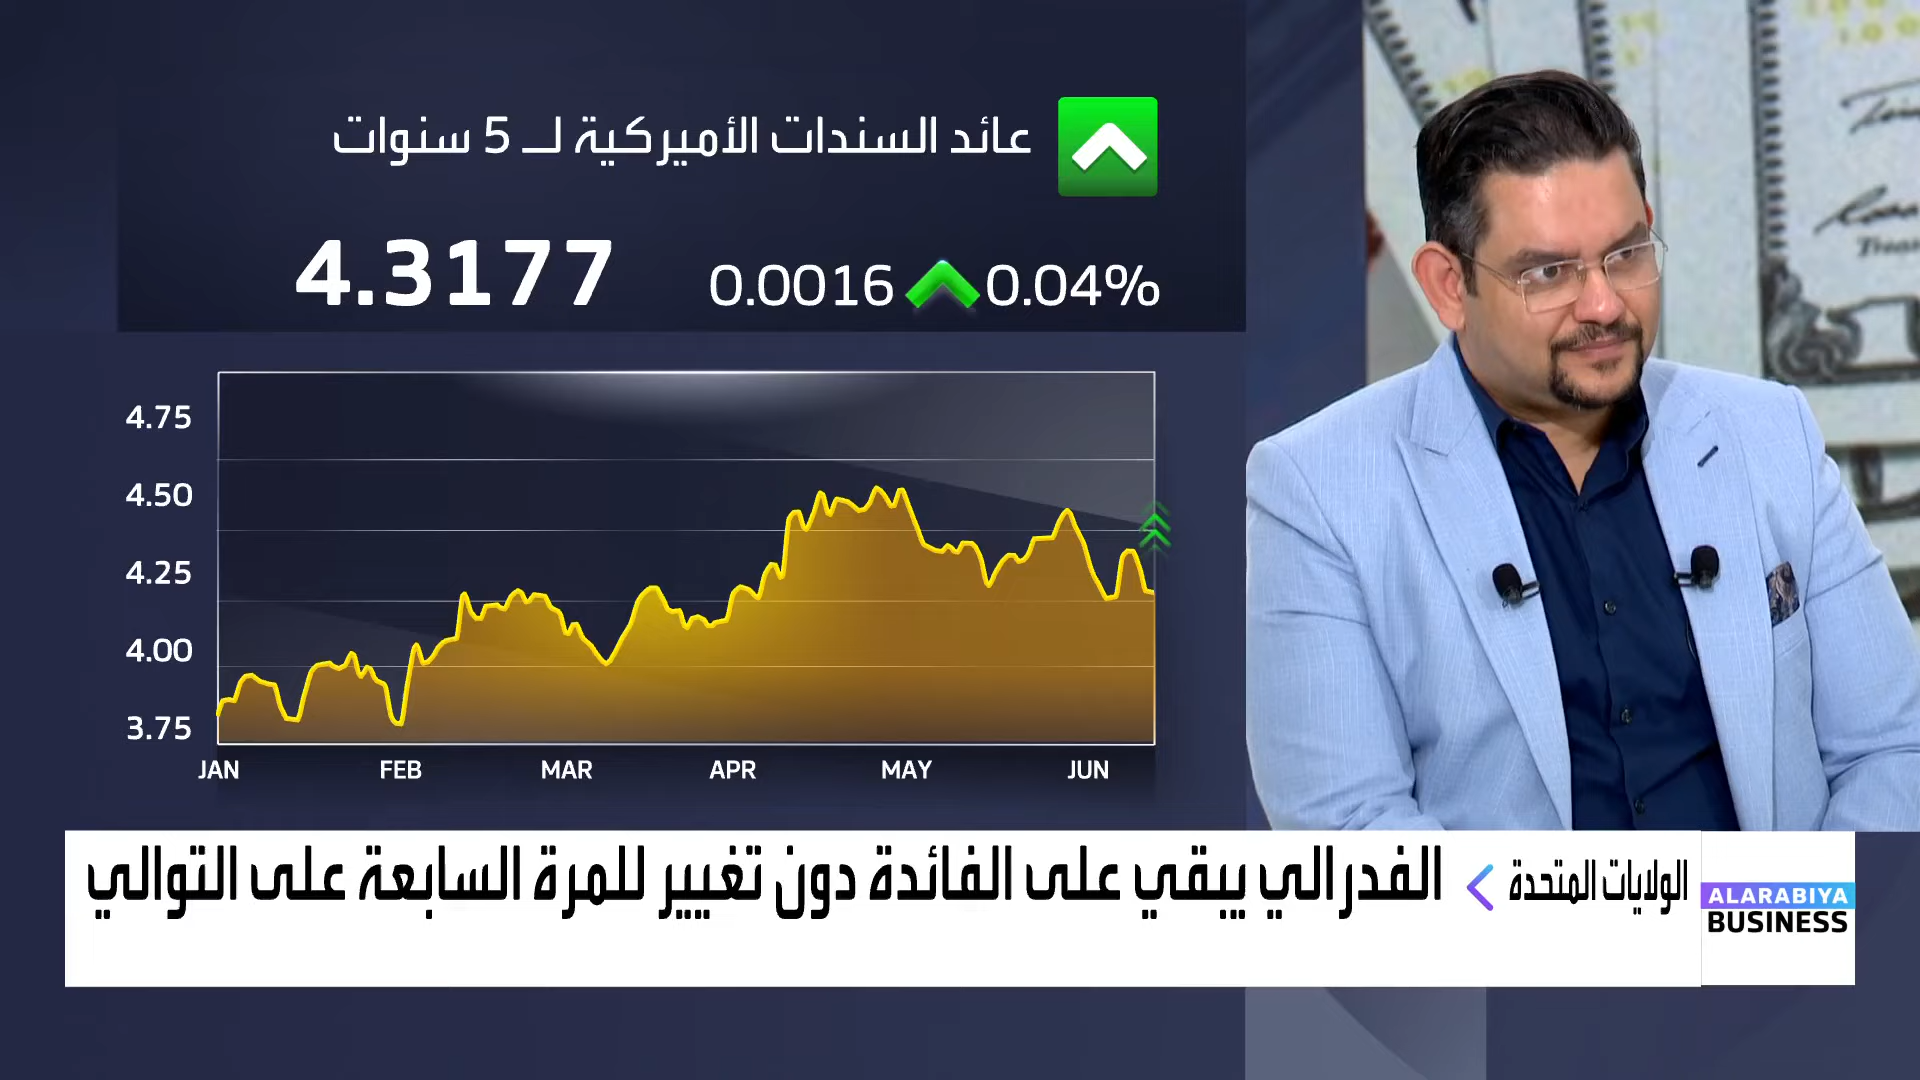 عائد السندات الأميركية لـ 5 سنوات
4.3177 0.0016 0.04%
4.75
4.50
4.25
4.00
3.75
JAN FEB MAR APR MAY JUN
الولايات المتحدة
الفدرالي يبقي على الفائدة دون تغيير للمرة السابعة على التوالي
ALARABIYA
BUSINESS